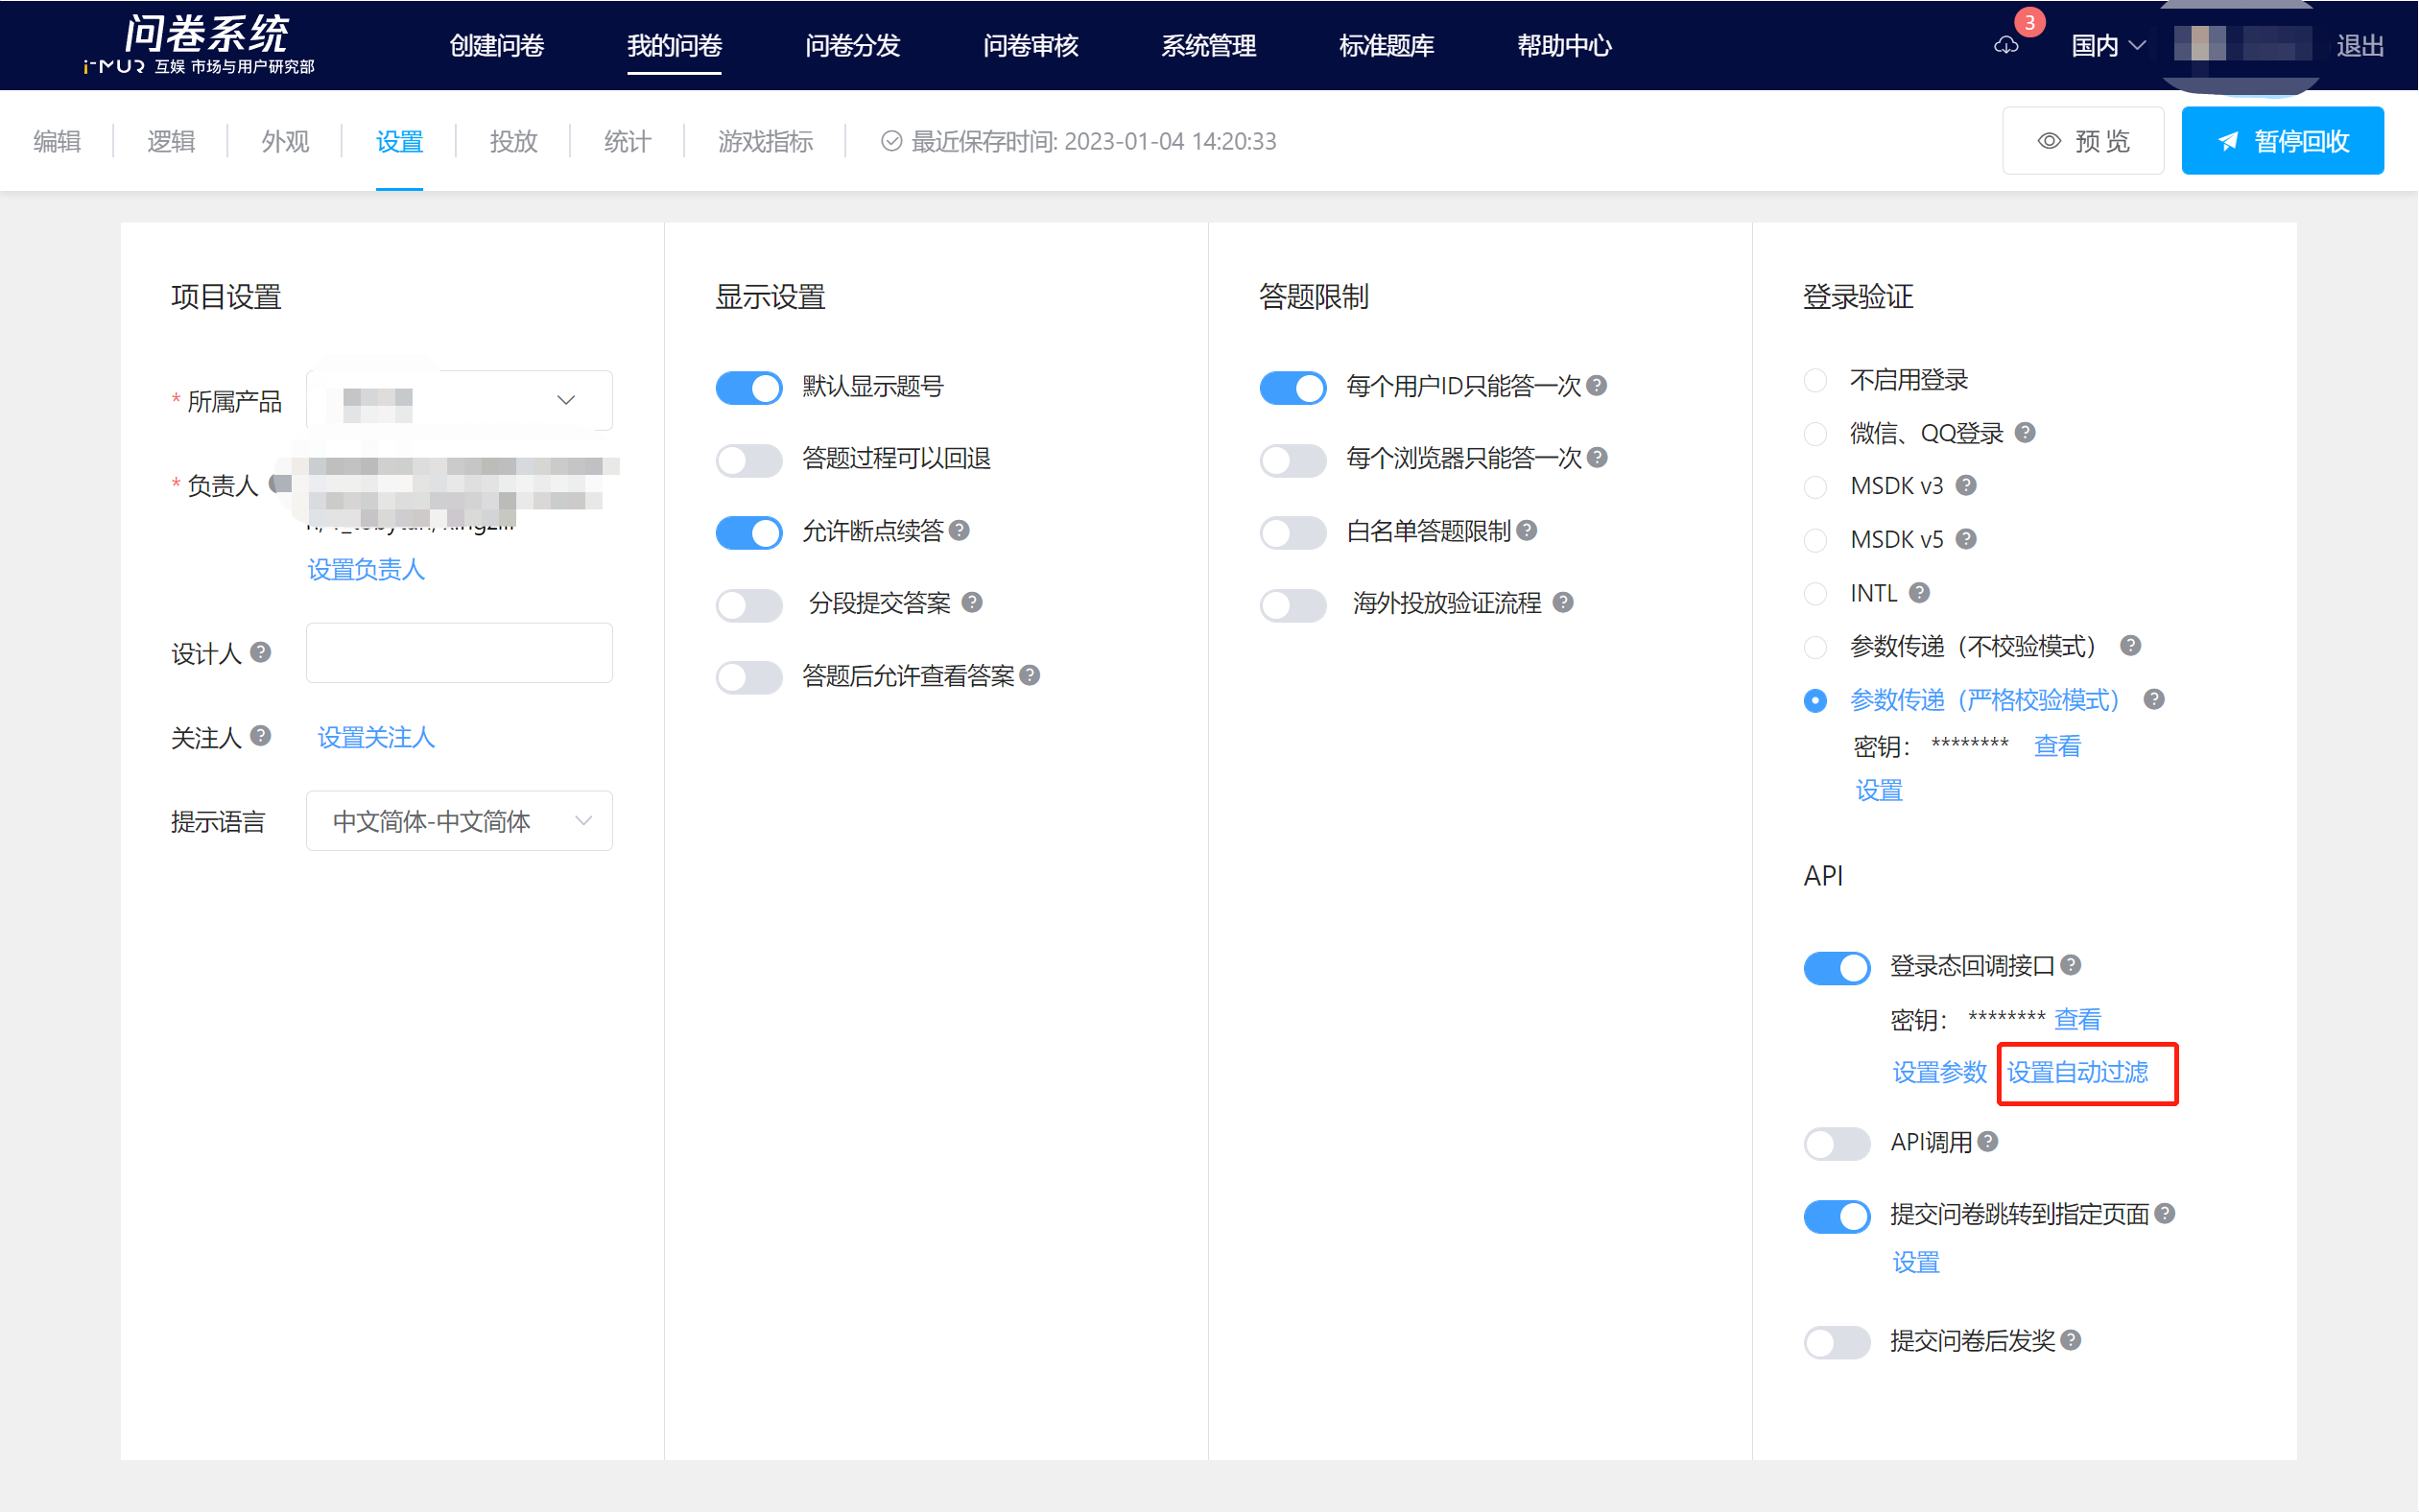 问卷系统
i-MUR 互娱 市场与用户研究部
创建问卷
我的问卷
问卷分发
问卷审核
系统管理
标准题库
帮助中心
3
国内
退出
编辑
逻辑
外观
设置
投放
统计
游戏指标
最近保存时间: 2023-01-04 14:20:33
预 览
暂停回收
项目设置
* 所属产品
* 负责人
设置负责人
设计人
关注人 设置关注人
提示语言 中文简体-中文简体
显示设置
默认显示题号
答题过程可以回退
允许断点续答
分段提交答案
答题后允许查看答案
答题限制
每个用户ID只能答一次
每个浏览器只能答一次
白名单答题限制
海外投放验证流程
登录验证
不启用登录
微信、QQ登录
MSDK v3
MSDK v5
INTL
参数传递（不校验模式）
参数传递（严格校验模式）
密钥： ******** 查看
设置
API
登录态回调接口
密钥： ******** 查看
设置参数 设置自动过滤
API调用
提交问卷跳转到指定页面
设置
提交问卷后发奖